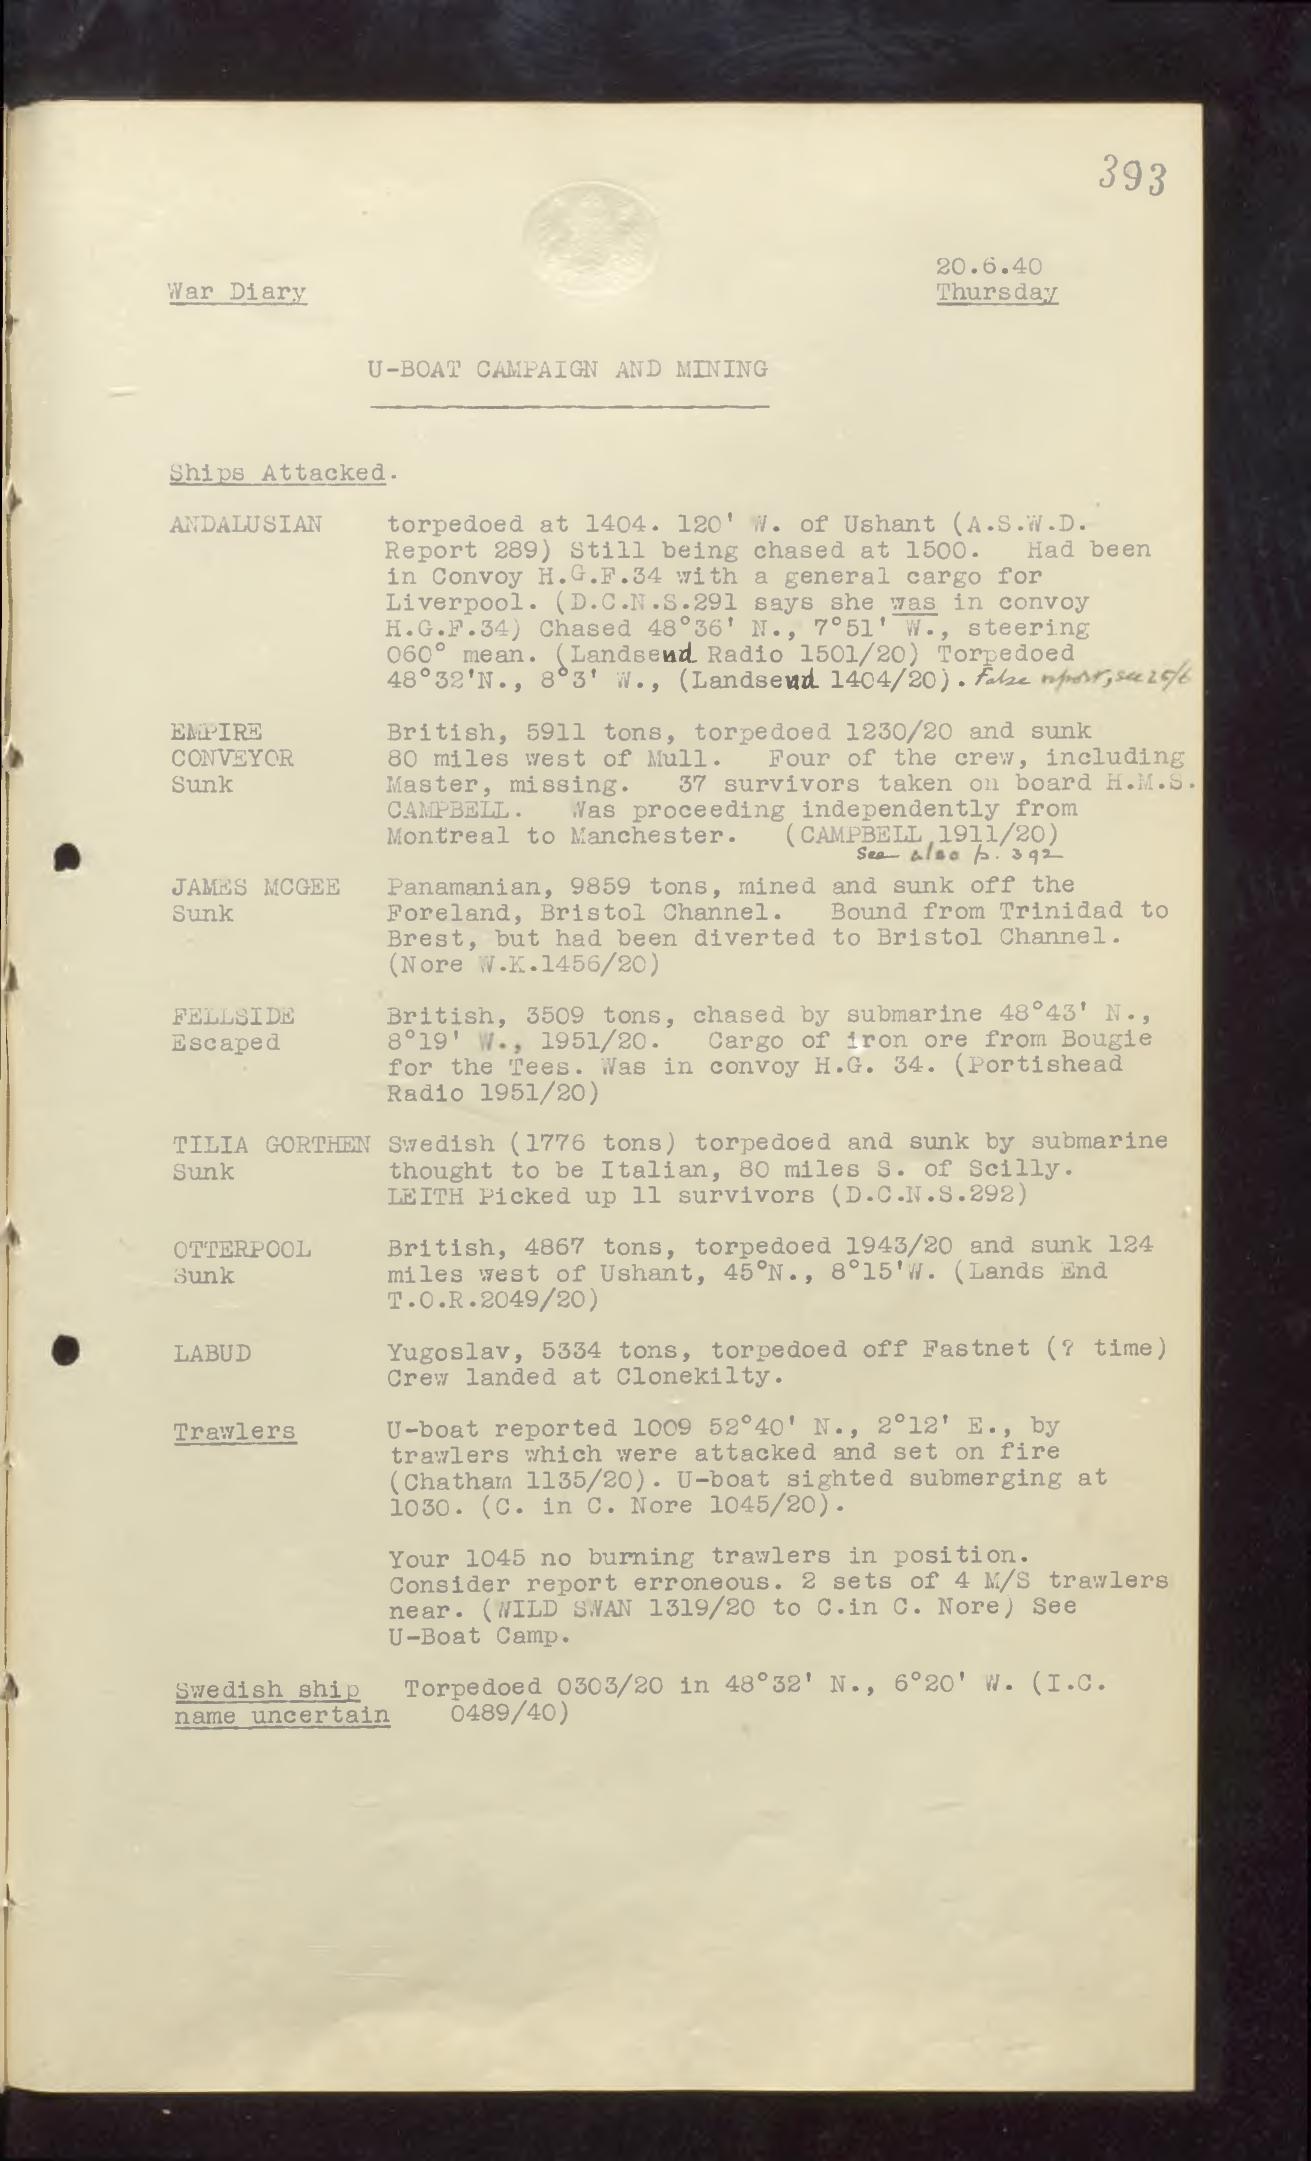 393
20.6.40
War Diary Thursday
U-BOAT CAMPAIGN AND MINING
Ships Attacked.
ANDALUSIAN torpedoed at 1404. 120' W. of Ushant (A.S.W.D.
Report 289) Still being chased at 1500. Had been
in Convoy H.G.F.34 with a general cargo for
Liverpool. (D.C.N.S.291 says she was in convoy
H.G.F.34) Chased 48°36' N., 7°51' W., steering
060° mean. (Landsend Radio 1501/20) Torpedoed
48°32'N., 8°3' W., (Landsend 1404/20). False report, see 25/6
EMPIRE British, 5911 tons, torpedoed 1230/20 and sunk
CONVEYOR 80 miles west of Mull. Four of the crew, including
Sunk Master, missing. 37 survivors taken on board H.M.S.
CAMPBELL. Was proceeding independently from
Montreal to Manchester. (CAMPBELL 1911/20)
See also p. 392
JAMES MCGEE Panamanian, 9859 tons, mined and sunk off the
Sunk Foreland, Bristol Channel. Bound from Trinidad to
Brest, but had been diverted to Bristol Channel.
(Nore W.K.1456/20)
FELLSIDE British, 3509 tons, chased by submarine 48°43' N.,
Escaped 8°19' W., 1951/20. Cargo of iron ore from Bougie
for the Tees. Was in convoy H.G. 34. (Portishead
Radio 1951/20)
TILIA GORTHEN Swedish (1776 tons) torpedoed and sunk by submarine
Sunk thought to be Italian, 80 miles S. of Scilly.
LEITH Picked up 11 survivors (D.C.N.S.292)
OTTERPOOL British, 4867 tons, torpedoed 1943/20 and sunk 124
Sunk miles west of Ushant, 45°N., 8°15'W. (Lands End
T.O.R.2049/20)
LABUD Yugoslav, 5334 tons, torpedoed off Fastnet (? time)
Crew landed at Clonekilty.
Trawlers U-boat reported 1009 52°40' N., 2°12' E., by
trawlers which were attacked and set on fire
(Chatham 1135/20). U-boat sighted submerging at
1030. (C. in C. Nore 1045/20).
Your 1045 no burning trawlers in position.
Consider report erroneous. 2 sets of 4 M/S trawlers
near. (WILD SWAN 1319/20 to C.in C. Nore) See
U-Boat Camp.
Swedish ship Torpedoed 0303/20 in 48°32' N., 6°20' W. (I.C.
name uncertain 0489/40)